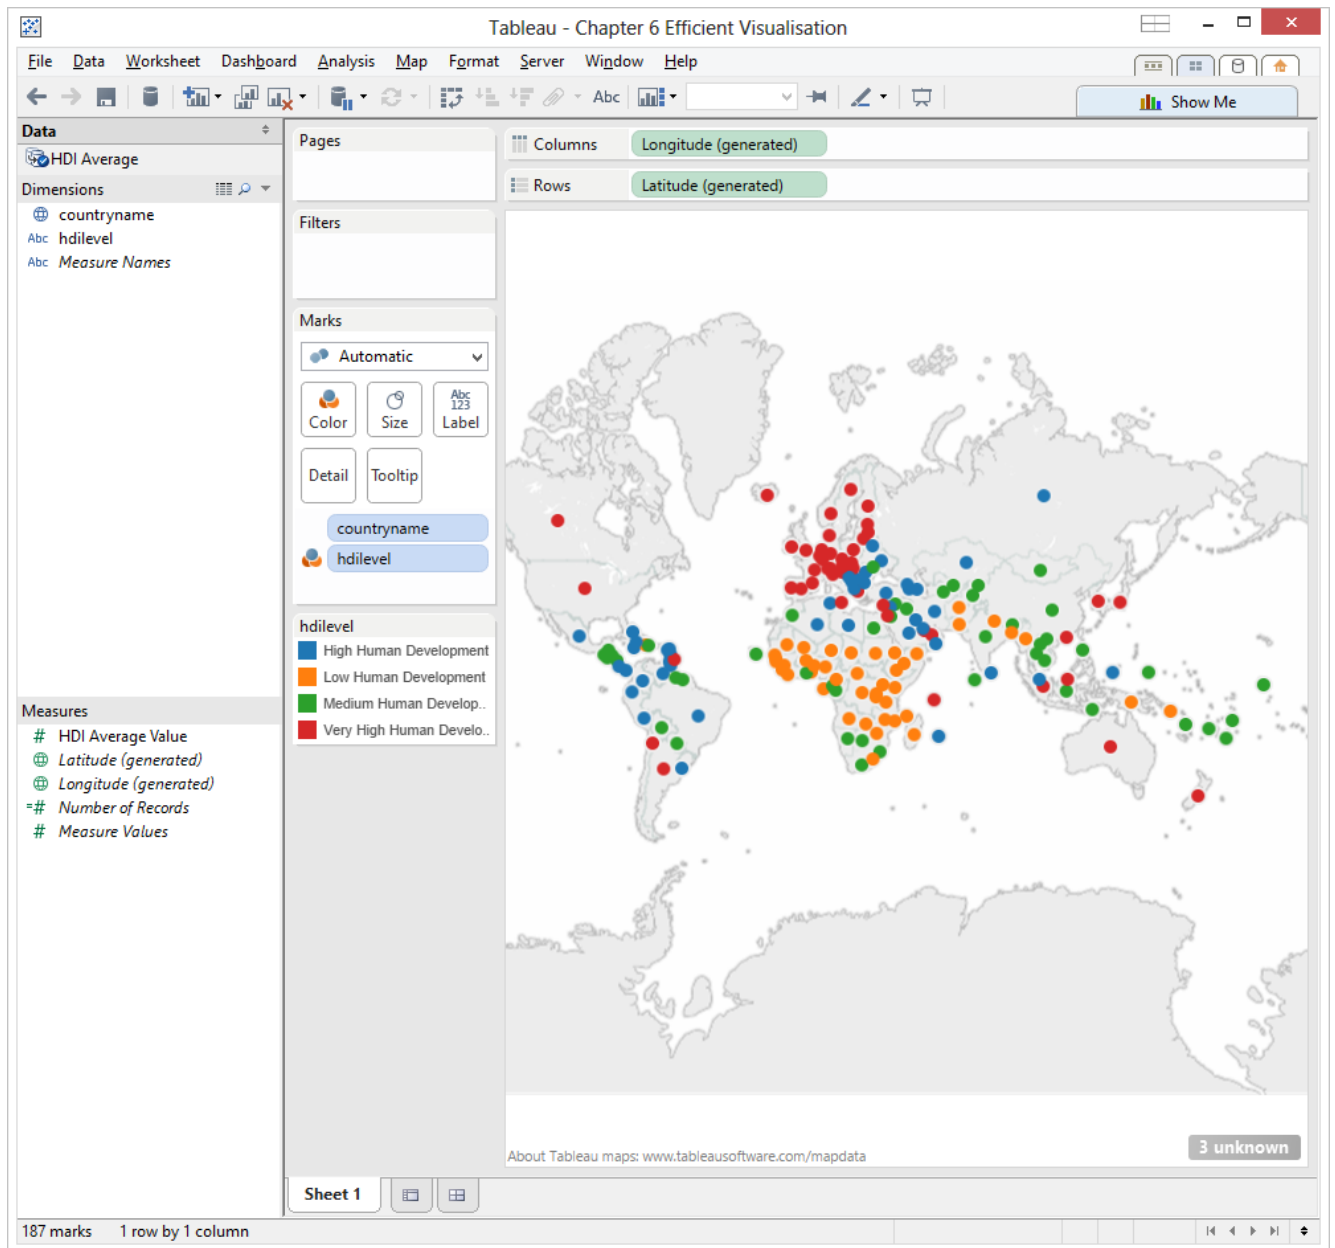 Tableau - Chapter 6 Efficient Visualisation
File Data Worksheet Dashboard Analysis Map Format Server Window Help
Abc
Show Me
Data
HDI Average
Dimensions
countryname
Abc hdilevel
Abc Measure Names
Measures
# HDI Average Value
Latitude (generated)
Longitude (generated)
=# Number of Records
# Measure Values
Pages
Filters
Marks
Automatic
Color
Size
Abc
123
Label
Detail
Tooltip
countryname
hdilevel
hdilevel
High Human Development
Low Human Development
Medium Human Develop..
Very High Human Develo..
Columns Longitude (generated)
Rows Latitude (generated)
About Tableau maps: www.tableausoftware.com/mapdata
3 unknown
Sheet 1
187 marks 1 row by 1 column